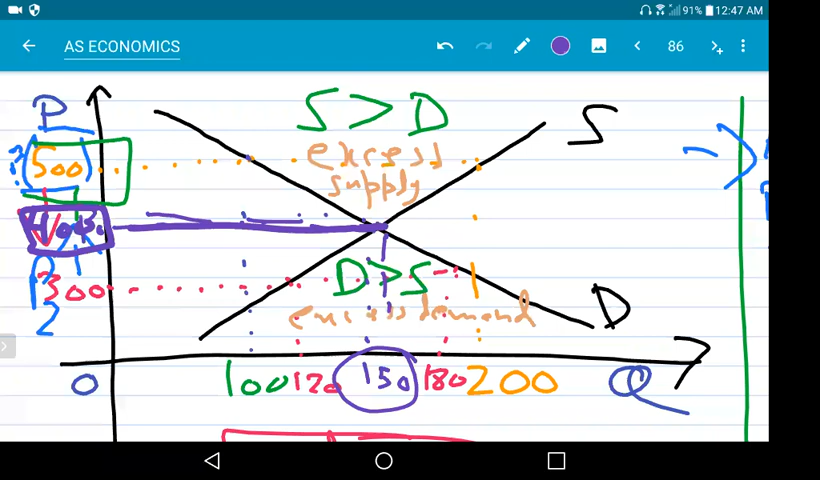 91% 12:47 AM
AS ECONOMICS
86
S > D
S
P
500
excess
supply
300
D > S
excess demand
D
0
100 120 150 180 200
Q